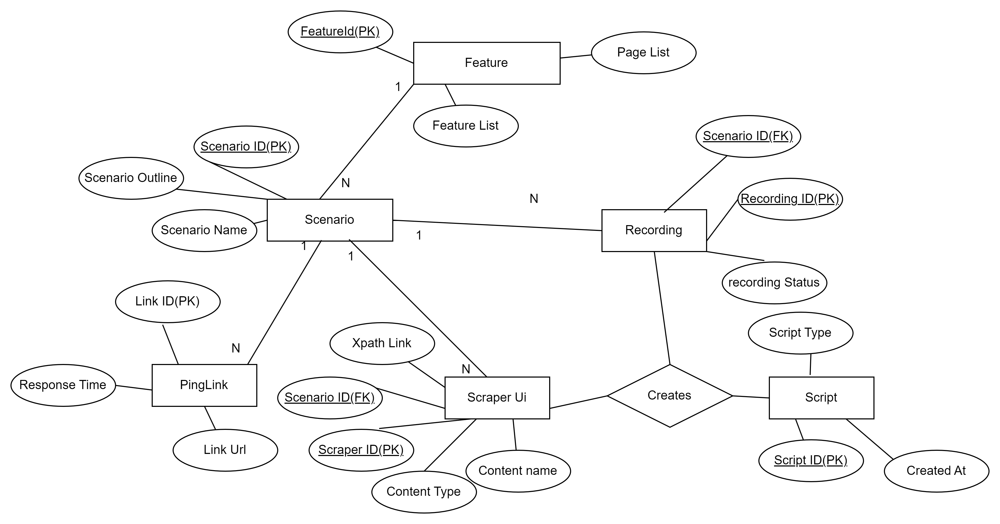 FeatureId(PK)
Page List
Feature
1
Feature List
Scenario ID(FK)
Scenario ID(PK)
Scenario Outline
N
N
Recording ID(PK)
Scenario
Scenario Name
Recording
1
1
1
recording Status
Link ID(PK)
Script Type
Xpath Link
N
N
PingLink
Response Time
Scenario ID(FK)
Scraper Ui
Creates
Script
Link Url
Scraper ID(PK)
Script ID(PK)
Content name
Created At
Content Type